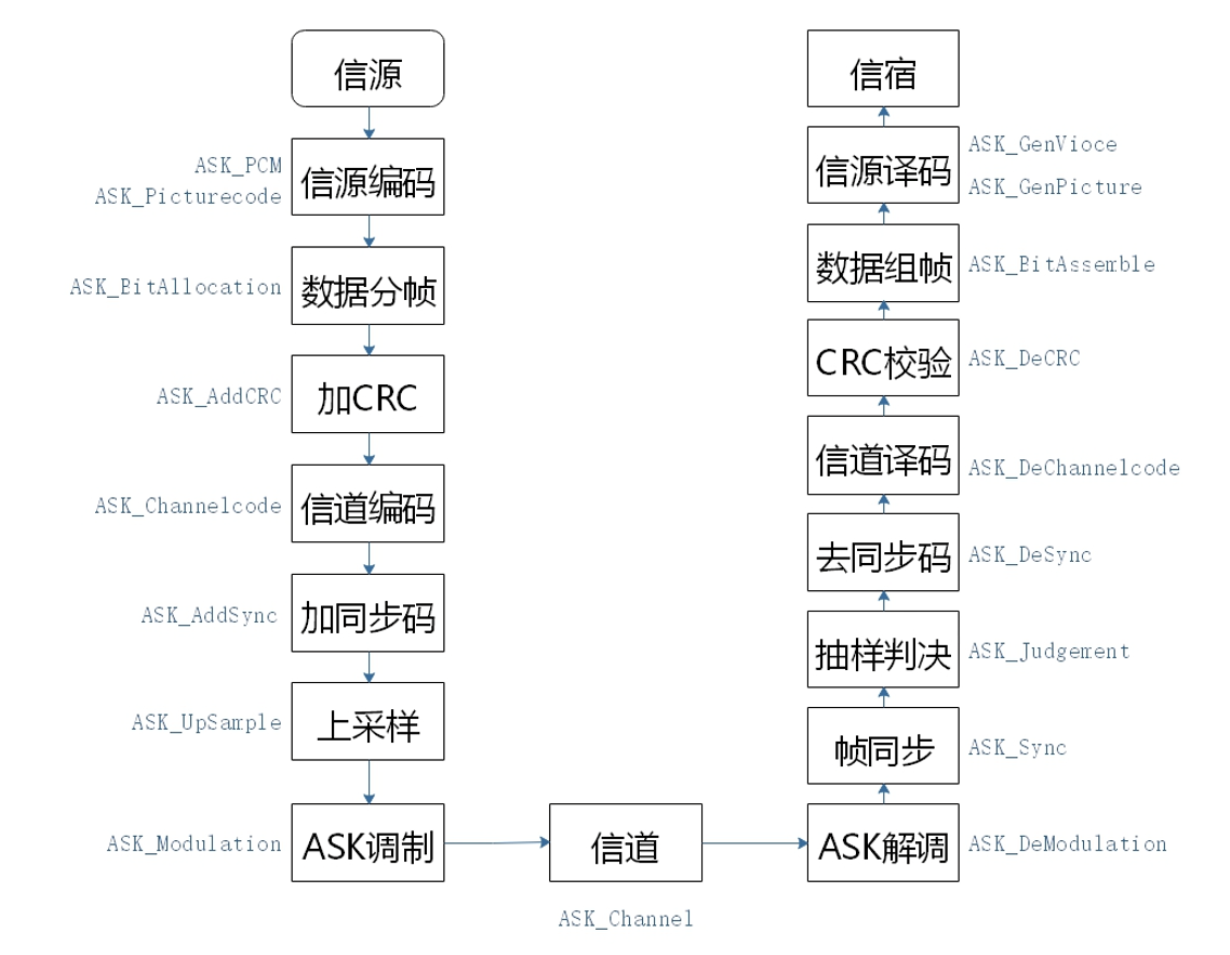 信源
ASK_PCM
ASK_Picturecode
信源编码
ASK_BitAllocation
数据分帧
ASK_AddCRC
加CRC
ASK_Channelcode
信道编码
ASK_AddSync
加同步码
ASK_UpSample
上采样
ASK_Modulation
ASK调制
信道
ASK_Channel
信宿
信源译码
ASK_GenVioce
ASK_GenPicture
数据组帧
ASK_BitAssemble
CRC校验
ASK_DeCRC
信道译码
ASK_DeChannelcode
去同步码
ASK_DeSync
抽样判决
ASK_Judgement
帧同步
ASK_Sync
ASK解调
ASK_DeModulation